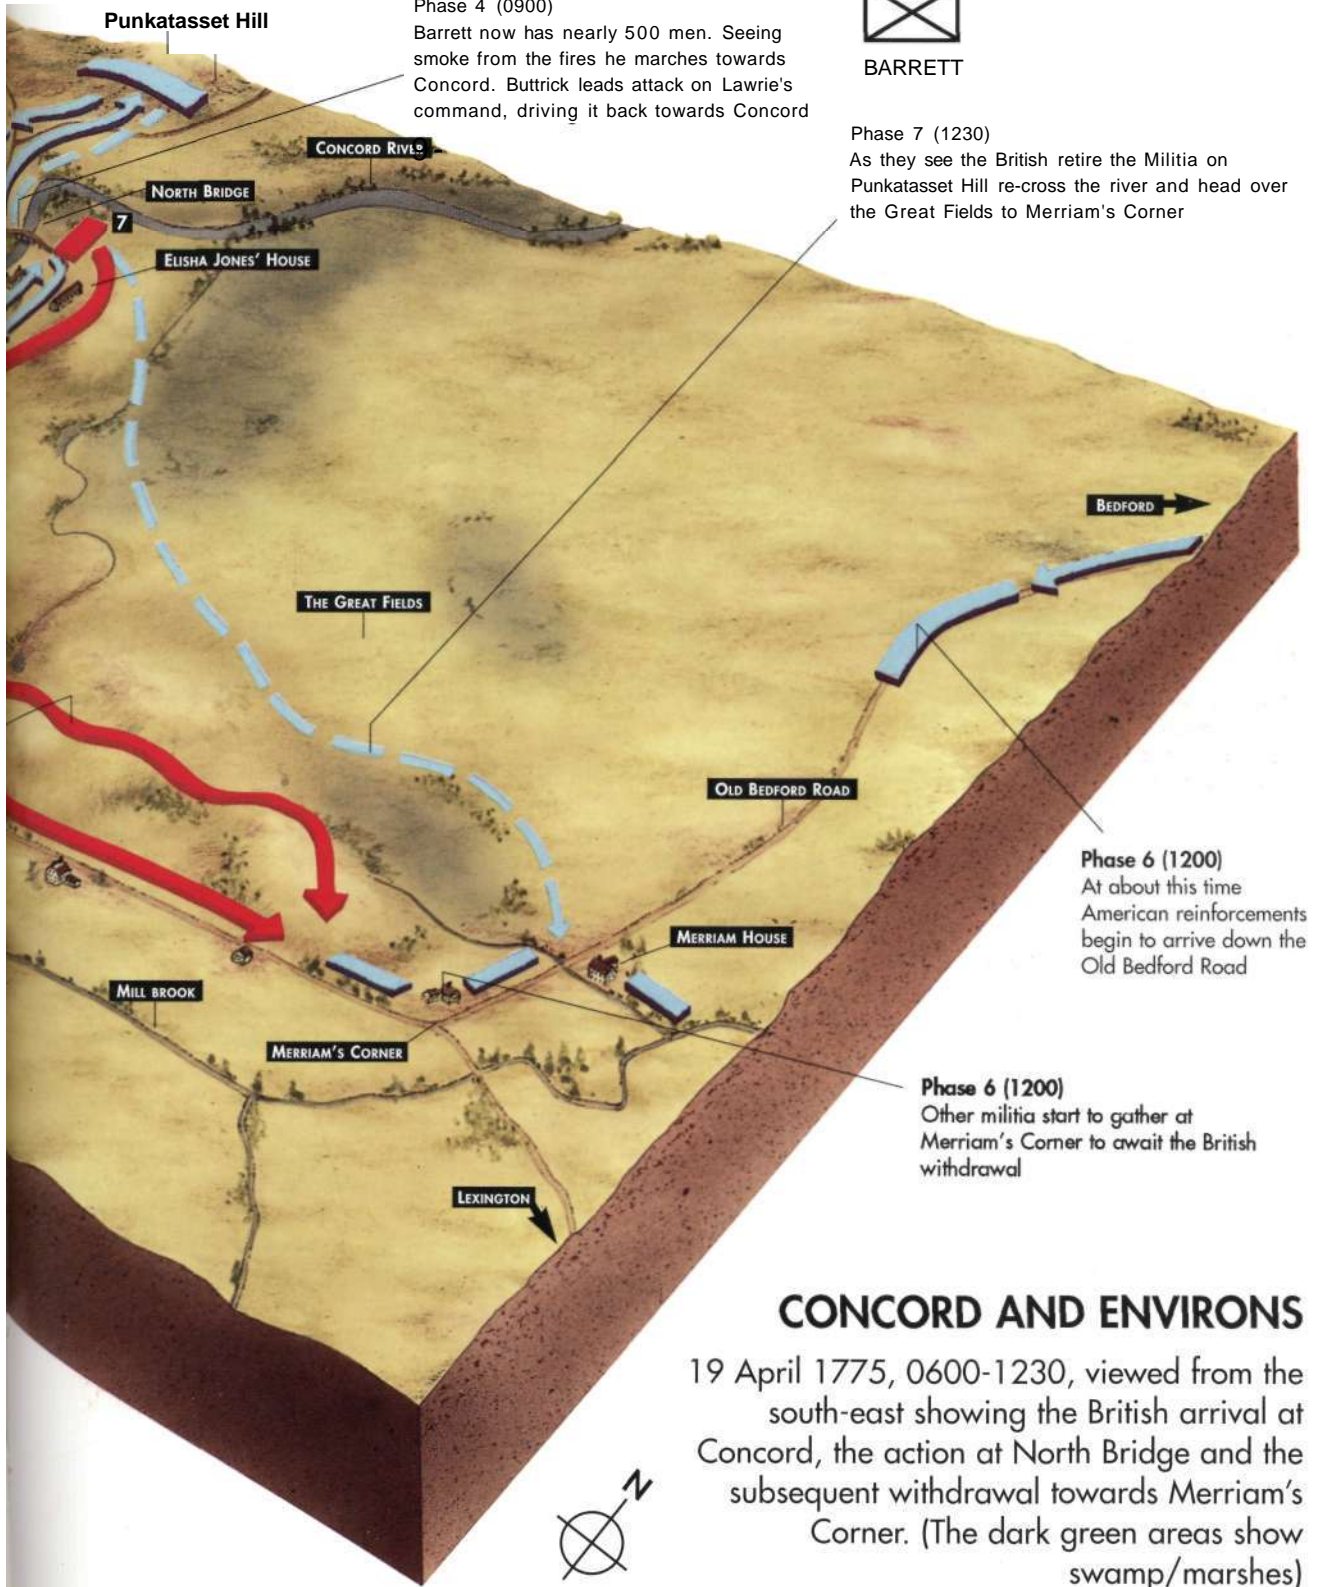 Punkatasset Hill
Phase 4 (0900)
Barrett now has nearly 500 men. Seeing
smoke from the fires he marches towards
Concord. Buttrick leads attack on Lawrie's
command, driving it back towards Concord
BARRETT
Phase 7 (1230)
As they see the British retire the Militia on
Punkatasset Hill re-cross the river and head over
the Great Fields to Merriam's Corner
CONCORD RIVER
9 -
NORTH BRIDGE
7
ELISHA JONES' HOUSE
BEDFORD
THE GREAT FIELDS
OLD BEDFORD ROAD
Phase 6 (1200)
At about this time
American reinforcements
begin to arrive down the
Old Bedford Road
MERRIAM HOUSE
MILL BROOK
MERRIAM'S CORNER
Phase 6 (1200)
Other militia start to gather at
Merriam's Corner to await the British
withdrawal
LEXINGTON
CONCORD AND ENVIRONS
19 April 1775, 0600-1230, viewed from the
south-east showing the British arrival at
Concord, the action at North Bridge and the
subsequent withdrawal towards Merriam's
Corner. (The dark green areas show
swamp/marshes)
N